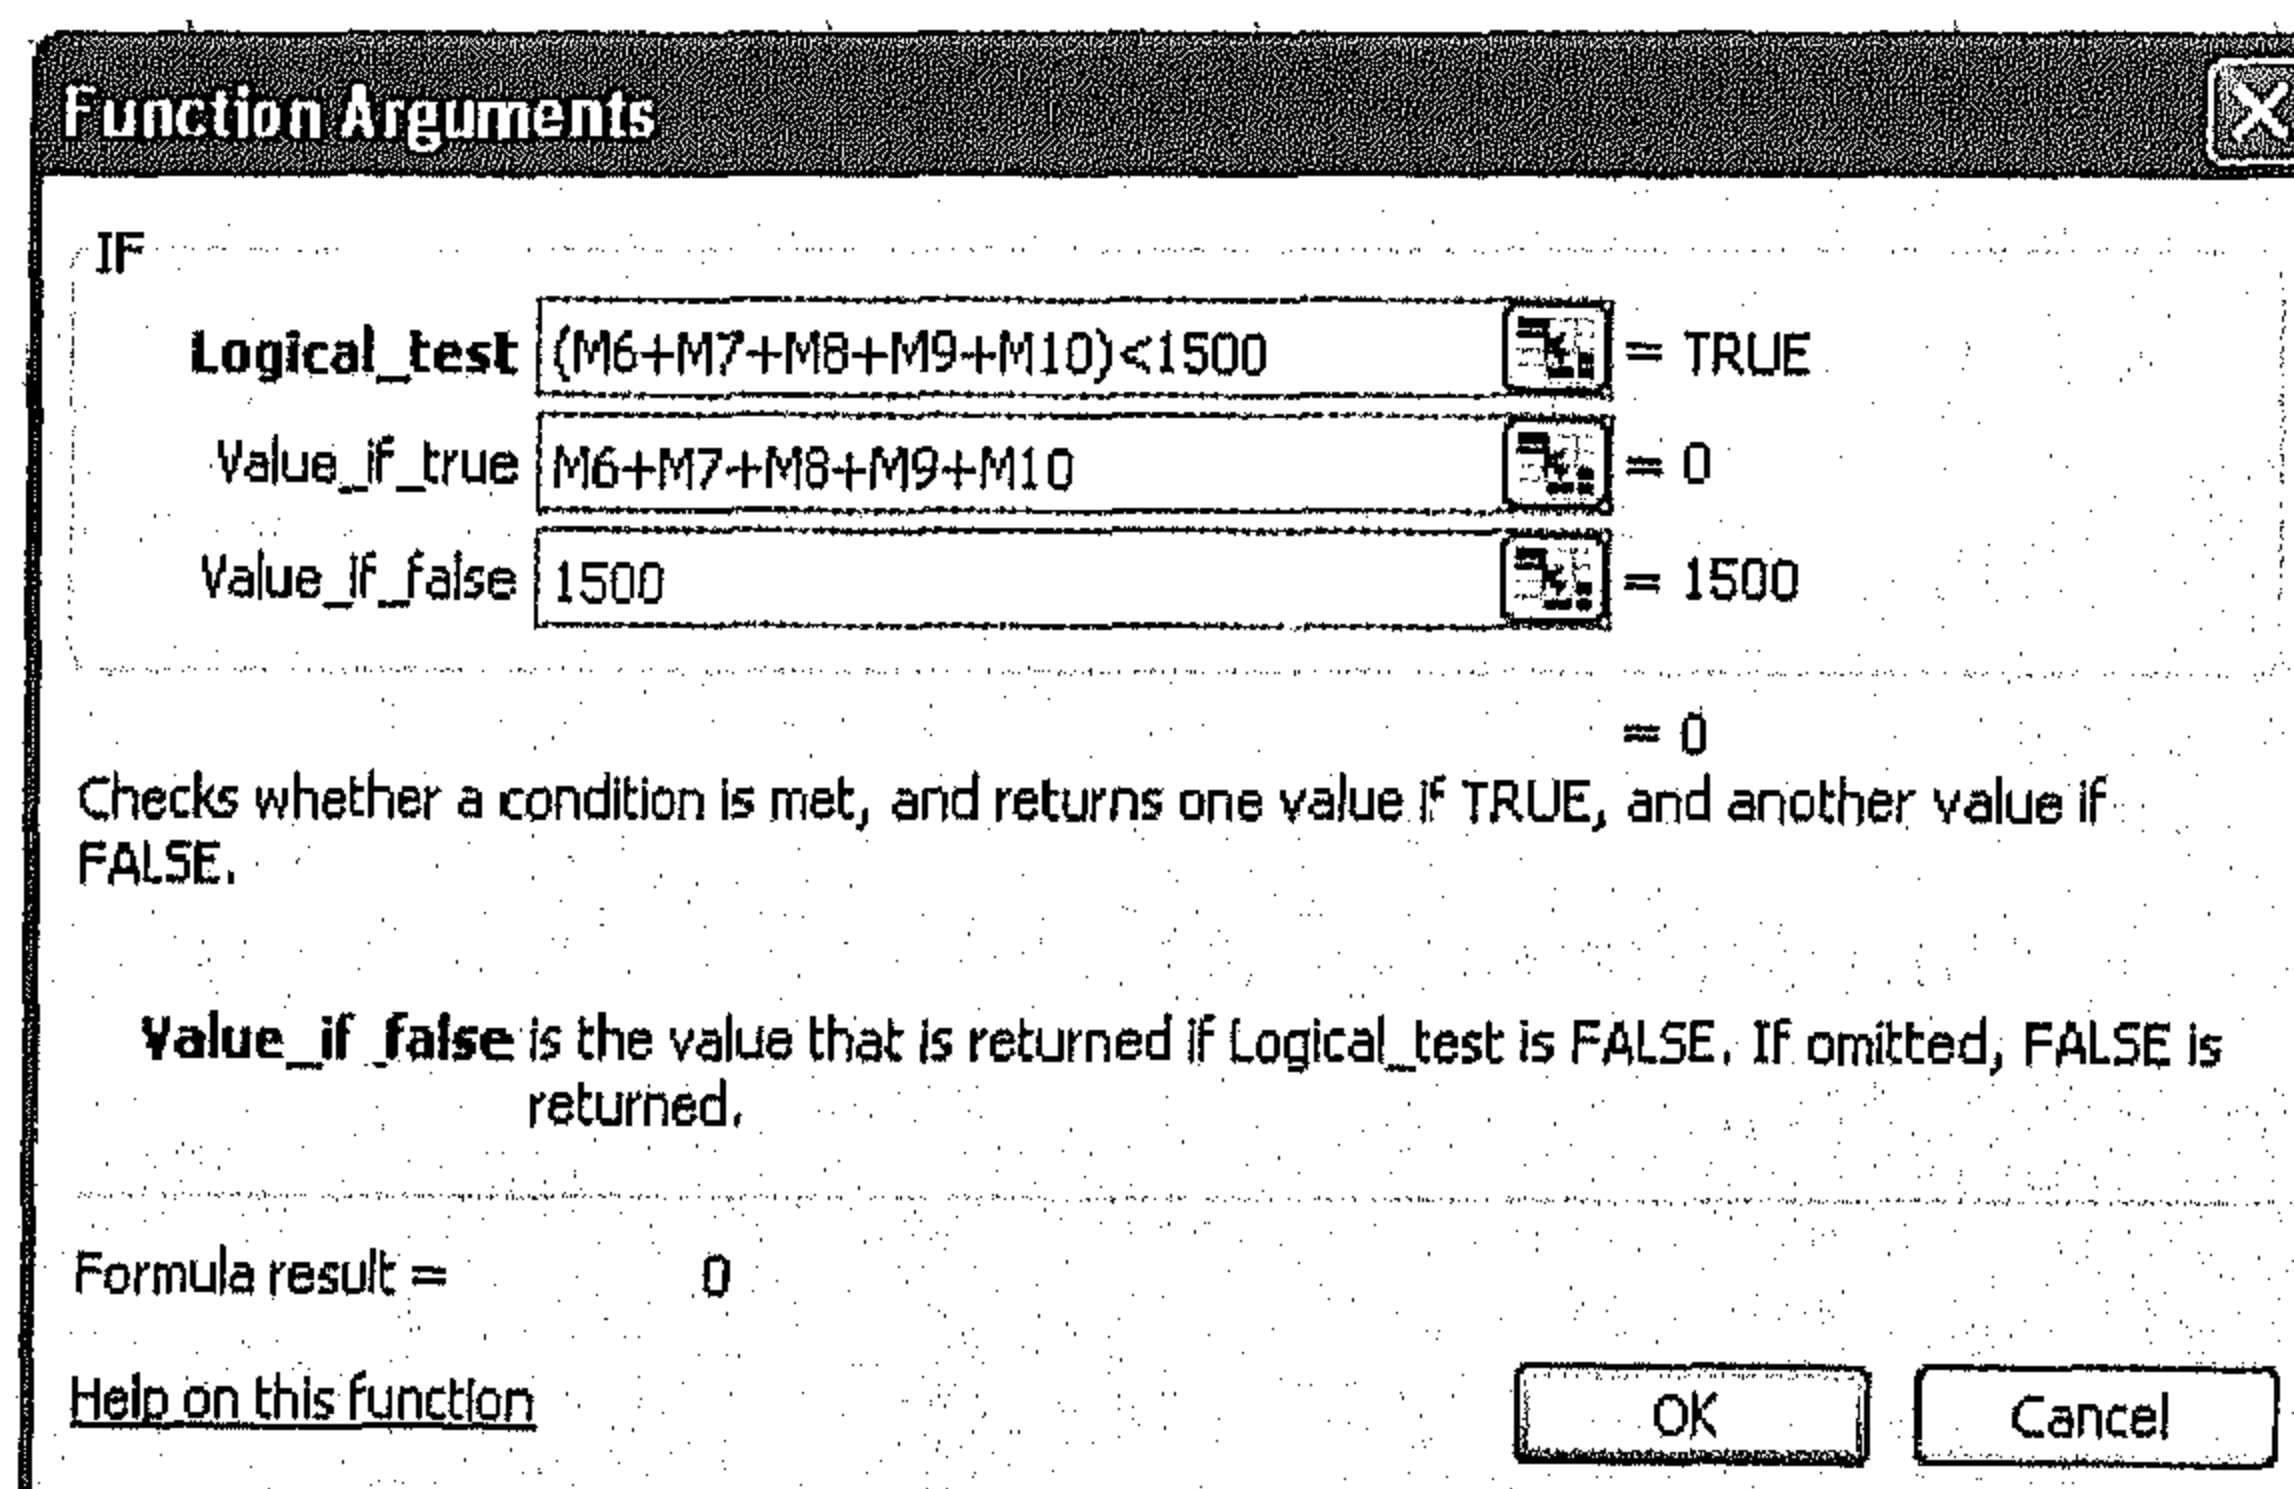 Function Arguments
IF
Logical_test (M6+M7+M8+M9+M10)<1500 = TRUE
Value_if_true M6+M7+M8+M9+M10 = 0
Value_if_false 1500 = 1500
= 0
Checks whether a condition is met, and returns one value if TRUE, and another value if
FALSE.
Value_if_false is the value that is returned if Logical_test is FALSE. If omitted, FALSE is
returned.
Formula result = 0
Help on this function
OK Cancel